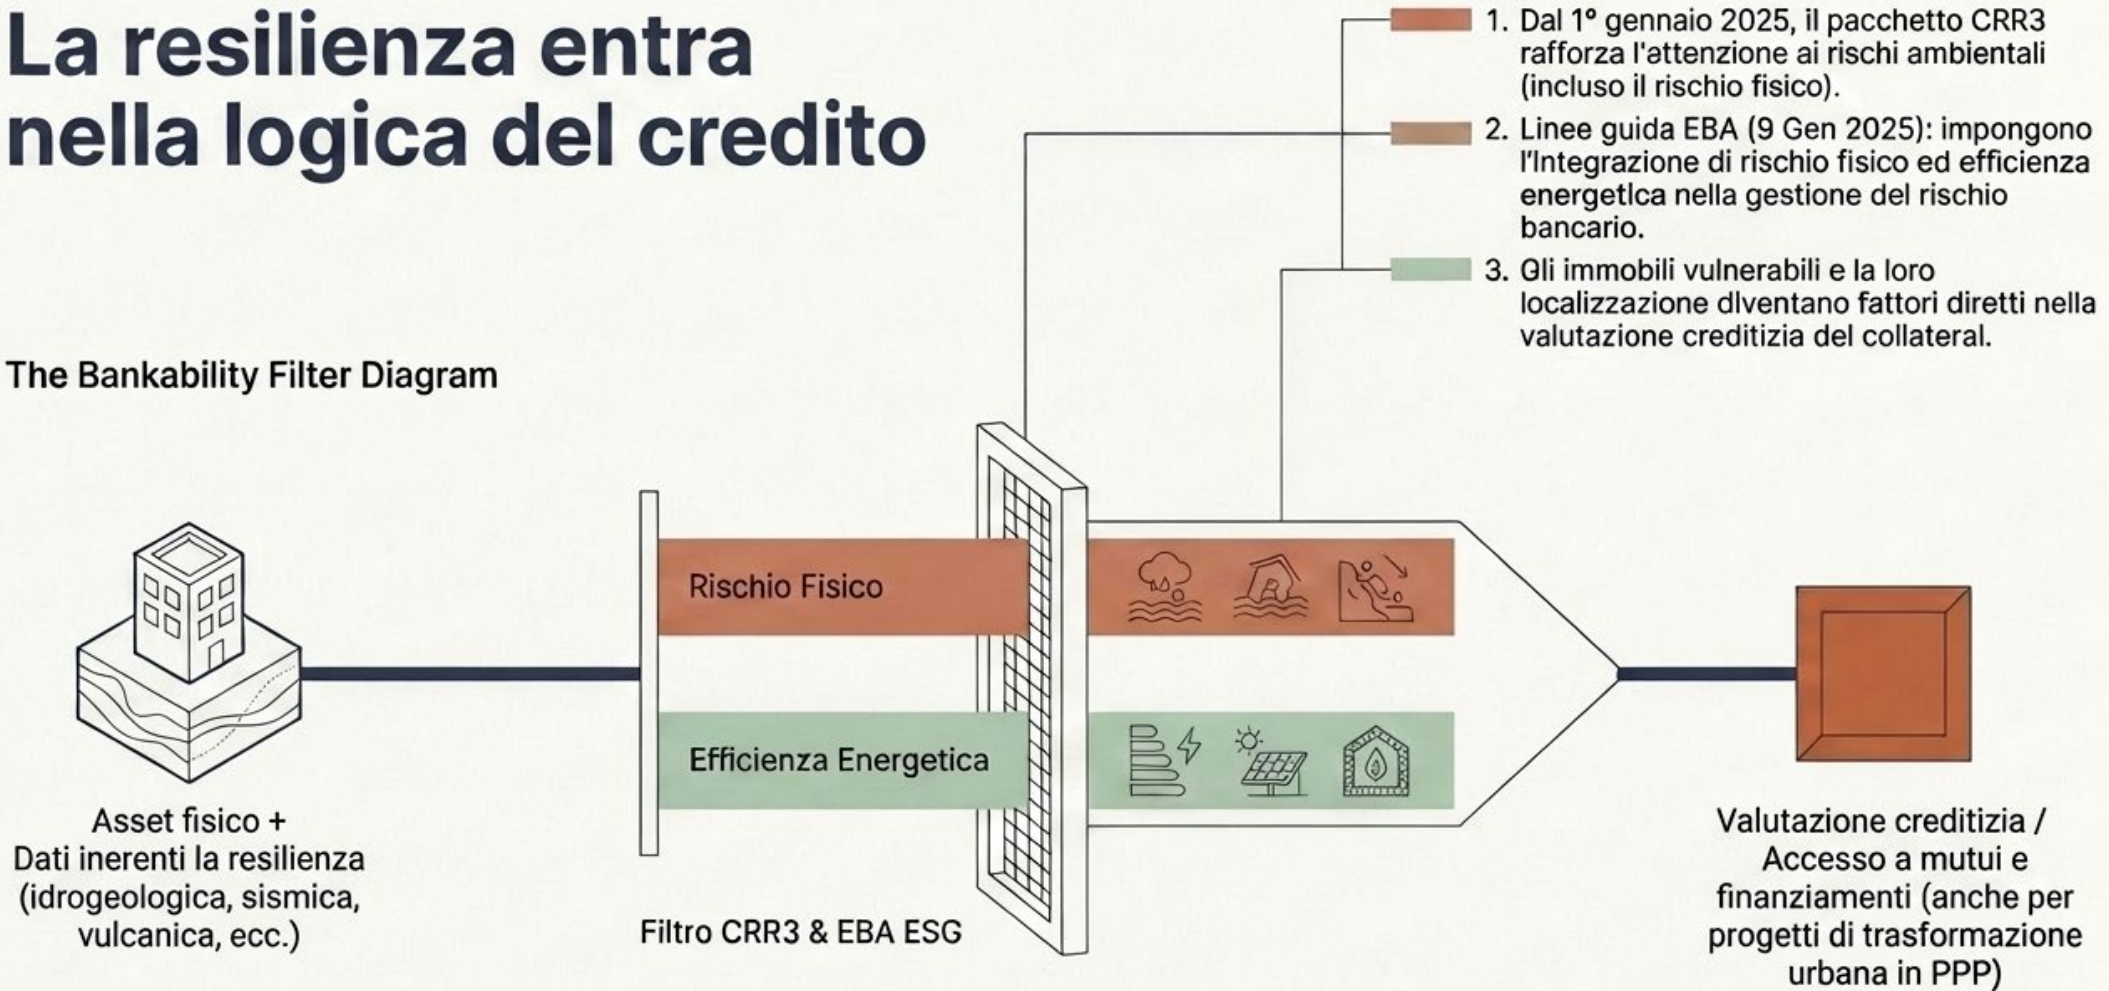 La resilienza entra
nella logica del credito
1. Dal 1° gennaio 2025, il pacchetto CRR3
rafforza l'attenzione ai rischi ambientali
(incluso il rischio fisico).
2. Linee guida EBA (9 Gen 2025): impongono
l'Integrazione di rischio fisico ed efficienza
energetIca nella gestione del rischio
bancario.
3. Gli immobili vulnerabili e la loro
localizzazione dIventano fattori diretti nella
valutazione creditizia del collateral.
The Bankability Filter Diagram
Rischio Fisico
Efficienza Energetica
Asset fisico +
Dati inerenti la resilienza
(idrogeologica, sismica,
vulcanica, ecc.)
Filtro CRR3 & EBA ESG
Valutazione creditizia /
Accesso a mutui e
finanziamenti (anche per
progetti di trasformazione
urbana in PPP)